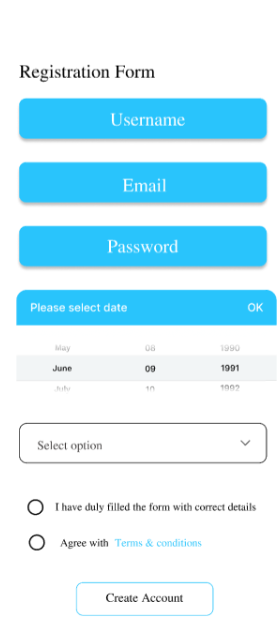 Registration Form
Username
Email
Password
Please select date OK
May 08 1990
June 09 1991
July 10 1992
Select option
I have duly filled the form with correct details
Agree with Terms & conditions
Create Account